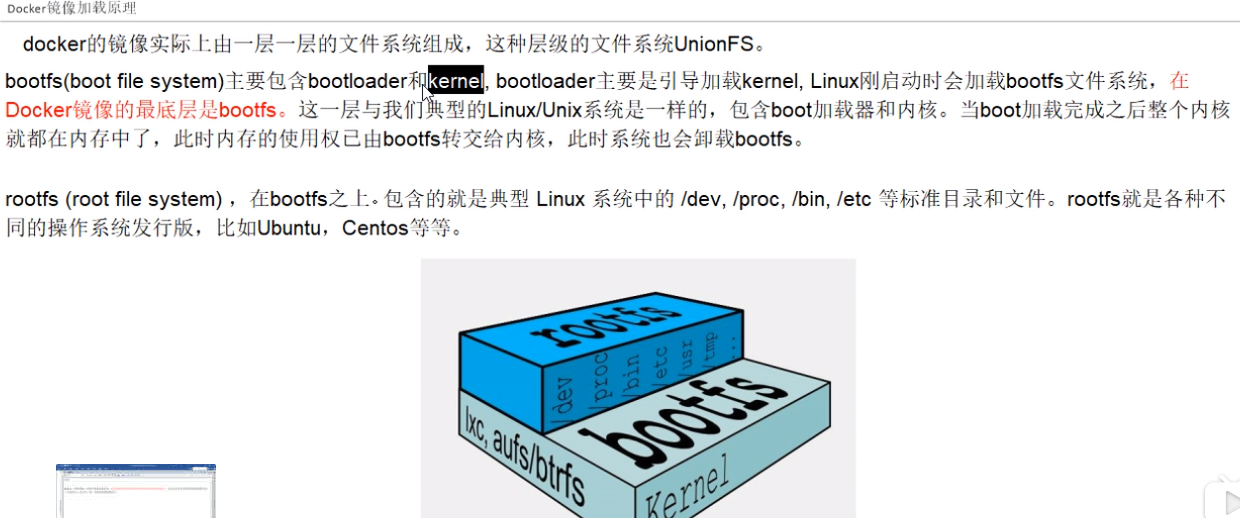 Docker镜像加载原理
docker的镜像实际上由一层一层的文件系统组成，这种层级的文件系统UnionFS。
bootfs(boot file system)主要包含bootloader和kernel, bootloader主要是引导加载kernel, Linux刚启动时会加载bootfs文件系统，在
Docker镜像的最底层是bootfs。这一层与我们典型的Linux/Unix系统是一样的，包含boot加载器和内核。当boot加载完成之后整个内核
就都在内存中了，此时内存的使用权已由bootfs转交给内核，此时系统也会卸载bootfs。
rootfs (root file system) ，在bootfs之上。包含的就是典型 Linux 系统中的 /dev, /proc, /bin, /etc 等标准目录和文件。rootfs就是各种不
同的操作系统发行版，比如Ubuntu，Centos等等。
rootfs
/dev
/proc
/bin
/etc
/usr
/tmp
...
bootfs
lxc, aufs/btrfs
Kernel